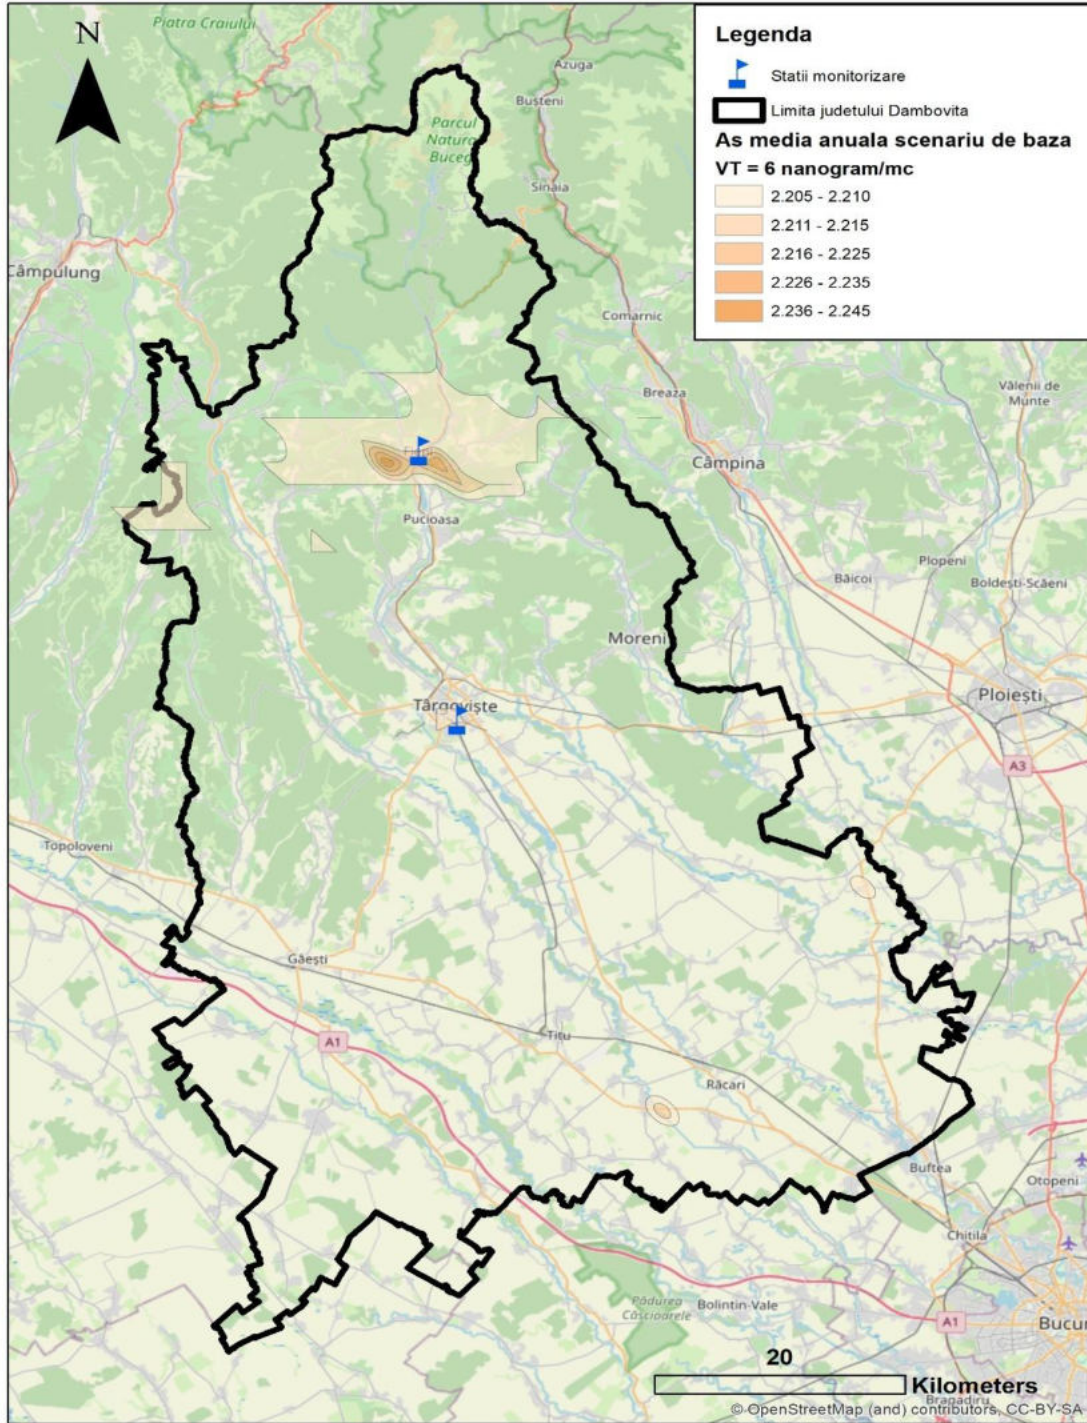 N
Piatra Craiului
Azuga
Bușteni
Parcul
Natura
Buceg
Sinaia
Câmpulung
Comarnic
Breaza
Vălenii de
Munte
Câmpina
Pucioasa
Plopeni
Băicoi
Boldești-Scăeni
Moreni
Ploiești
Târgoviște
A3
Topoloveni
Găești
A1
Titu
Răcari
Buftea
Otopeni
Chitila
Pădurea
Căscioarele
Bolintin-Vale
A1
Bucur
Bragadiru
Legenda
Statii monitorizare
Limita judetului Dambovita
As media anuala scenariu de baza
VT = 6 nanogram/mc
2.205 - 2.210
2.211 - 2.215
2.216 - 2.225
2.226 - 2.235
2.236 - 2.245
20
Kilometers
© OpenStreetMap (and) contributors, CC-BY-SA